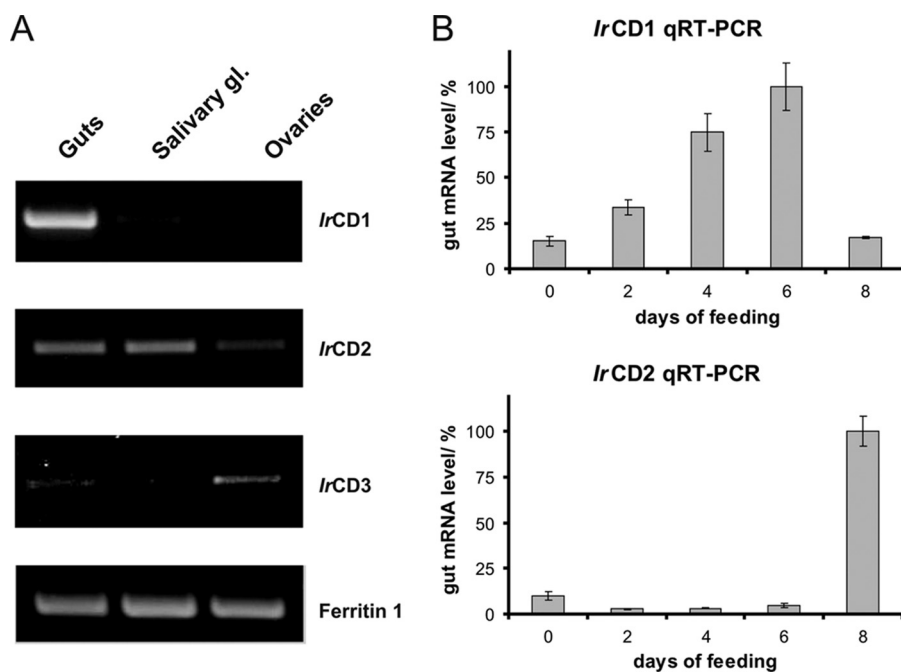 A
Guts
Salivary gl.
Ovaries
IrCD1
IrCD2
IrCD3
Ferritin 1
B
IrCD1 qRT-PCR
gut mRNA level/ %
100
75
50
25
0
0 2 4 6 8
days of feeding
IrCD2 qRT-PCR
gut mRNA level/ %
100
75
50
25
0
0 2 4 6 8
days of feeding